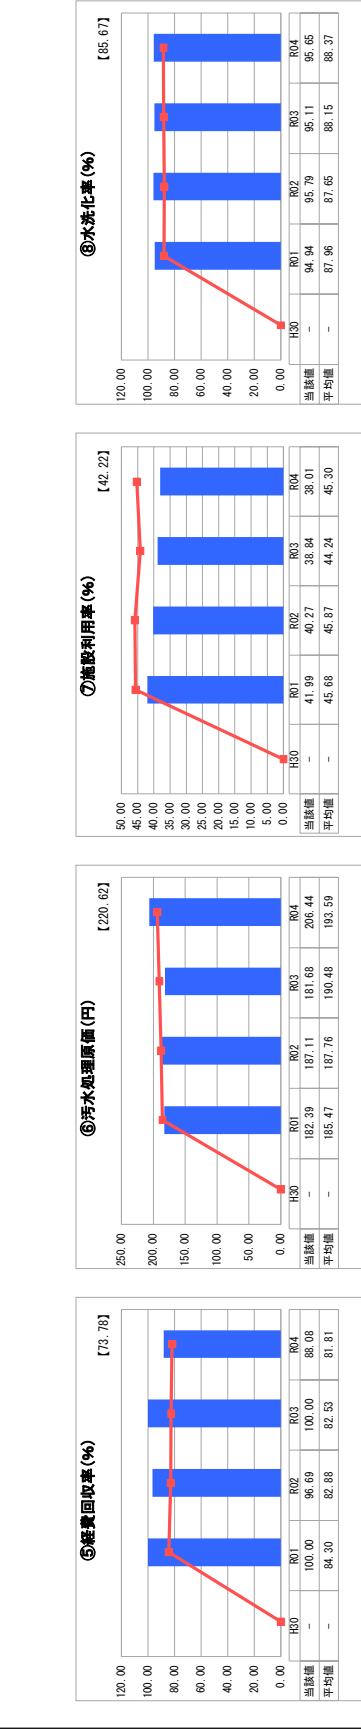 ⑤経費回収率(%)
【73.78】
120.00
100.00
80.00
60.00
40.00
20.00
0.00
H30 R01 R02 R03 R04
当該値 - 100.00 96.69 100.00 88.08
平均値 - 84.30 82.88 82.53 81.81
⑥汚水処理原価(円)
【220.62】
250.00
200.00
150.00
100.00
50.00
0.00
H30 R01 R02 R03 R04
当該値 - 182.39 187.11 181.68 206.44
平均値 - 185.47 187.76 190.48 193.59
⑦施設利用率(%)
【42.22】
50.00
45.00
40.00
35.00
30.00
25.00
20.00
15.00
10.00
5.00
0.00
H30 R01 R02 R03 R04
当該値 - 41.99 40.27 38.84 38.01
平均値 - 45.68 45.87 44.24 45.30
⑧水洗化率(%)
【85.67】
120.00
100.00
80.00
60.00
40.00
20.00
0.00
H30 R01 R02 R03 R04
当該値 - 94.94 95.79 95.11 95.65
平均値 - 87.96 87.65 88.15 88.37